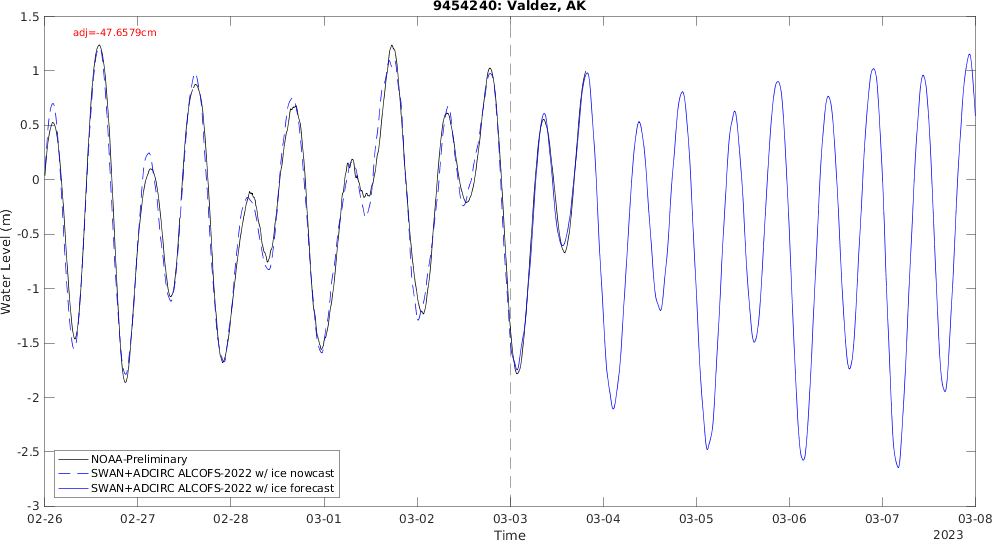 9454240: Valdez, AK
adj=-47.6579cm
1.5
1
0.5
0
-0.5
-1
-1.5
-2
-2.5
-3
Water Level (m)
NOAA-Preliminary
SWAN+ADCIRC ALCOFS-2022 w/ ice nowcast
SWAN+ADCIRC ALCOFS-2022 w/ ice forecast
02-26 02-27 02-28 03-01 03-02 03-03 03-04 03-05 03-06 03-07 03-08
Time
2023